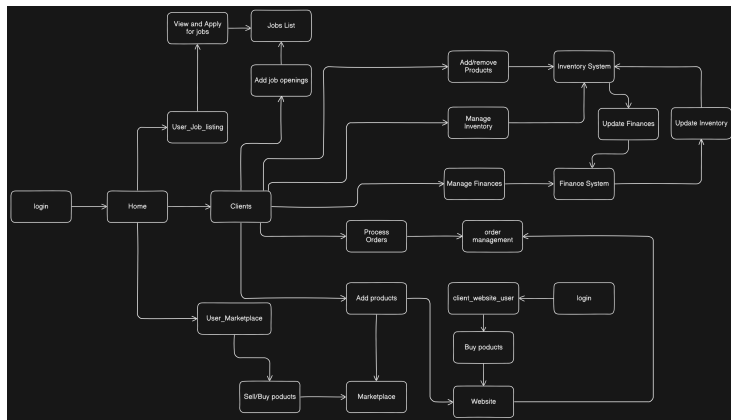 View and Apply
for jobs
Jobs List
Add job openings
User_Job_listing
Add/remove
Products
Inventory System
Manage
Inventory
Update Finances
Update Inventory
Manage Finances
Finance System
login
Home
Clients
Process
Orders
order
management
Add products
client_website_user
login
User_Marketplace
Buy poducts
Sell/Buy poducts
Marketplace
Website